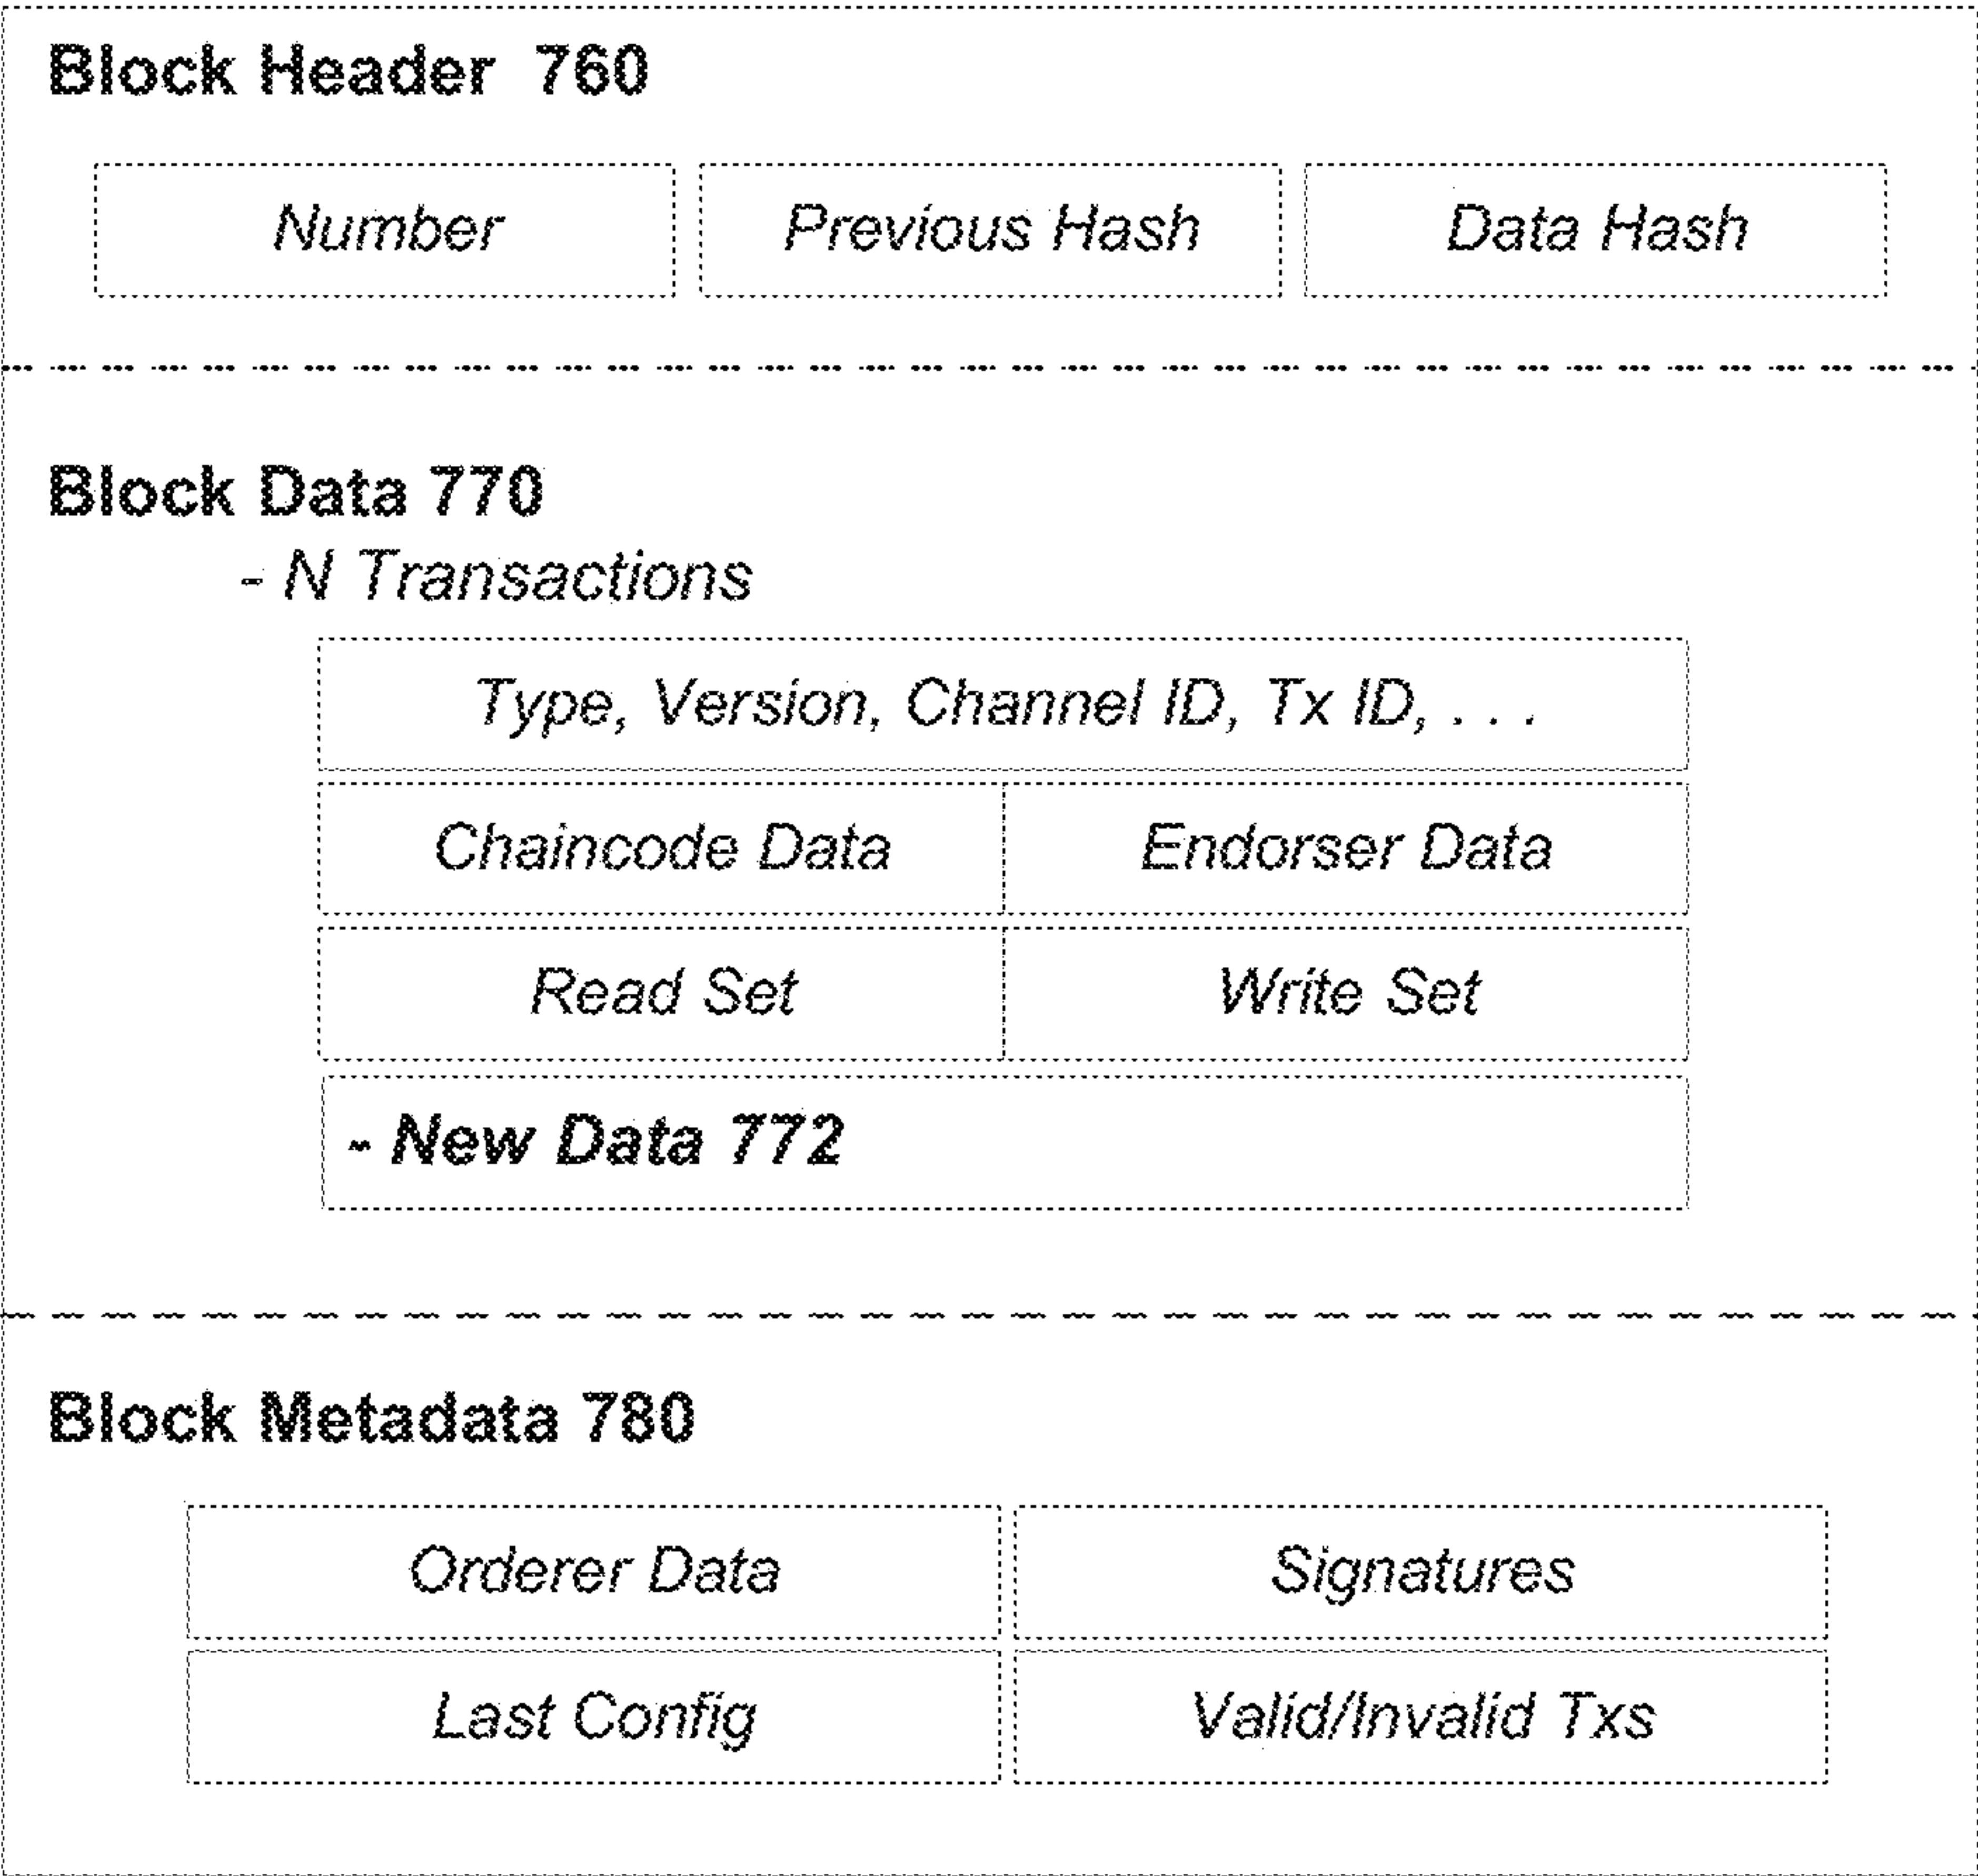 Block Header 760
Number Previous Hash Data Hash
Block Data 770
- N Transactions
Type, Version, Channel ID, Tx ID, . . .
Chaincode Data Endorser Data
Read Set Write Set
- New Data 772
Block Metadata 780
Orderer Data Signatures
Last Config Valid/Invalid Txs